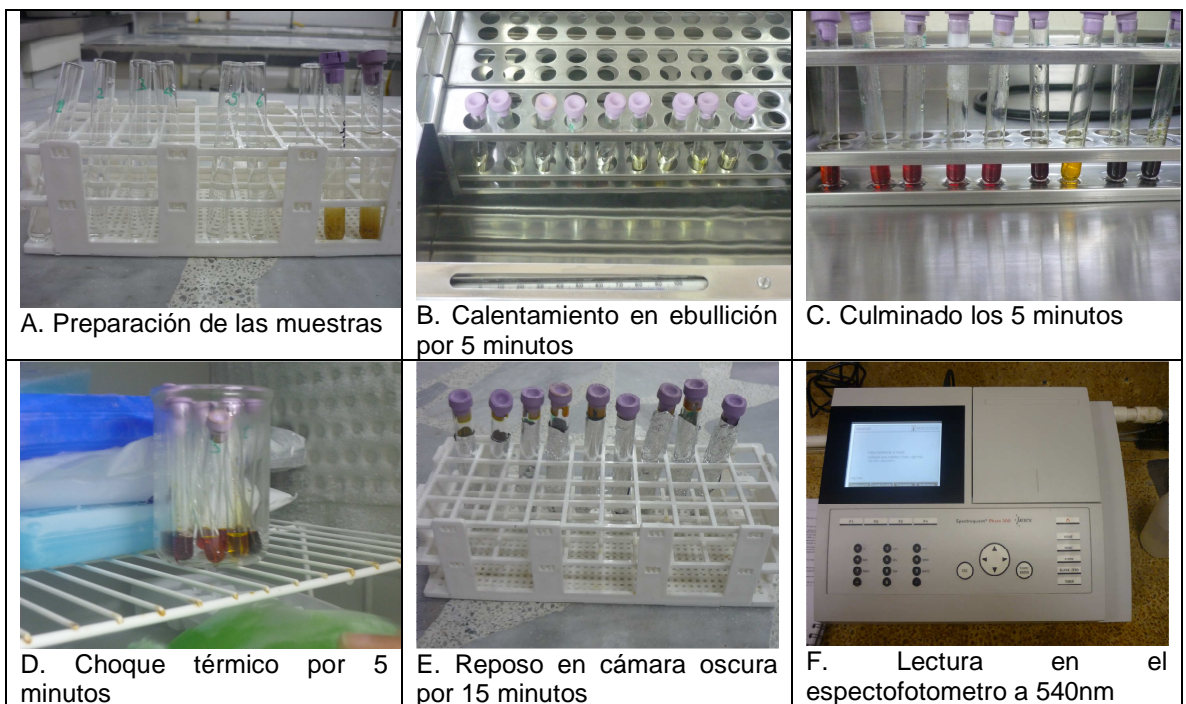 A. Preparación de las muestras
B. Calentamiento en ebullición
por 5 minutos
C. Culminado los 5 minutos
D. Choque térmico por 5
minutos
E. Reposo en cámara oscura
por 15 minutos
F. Lectura en el
espectofotometro a 540nm